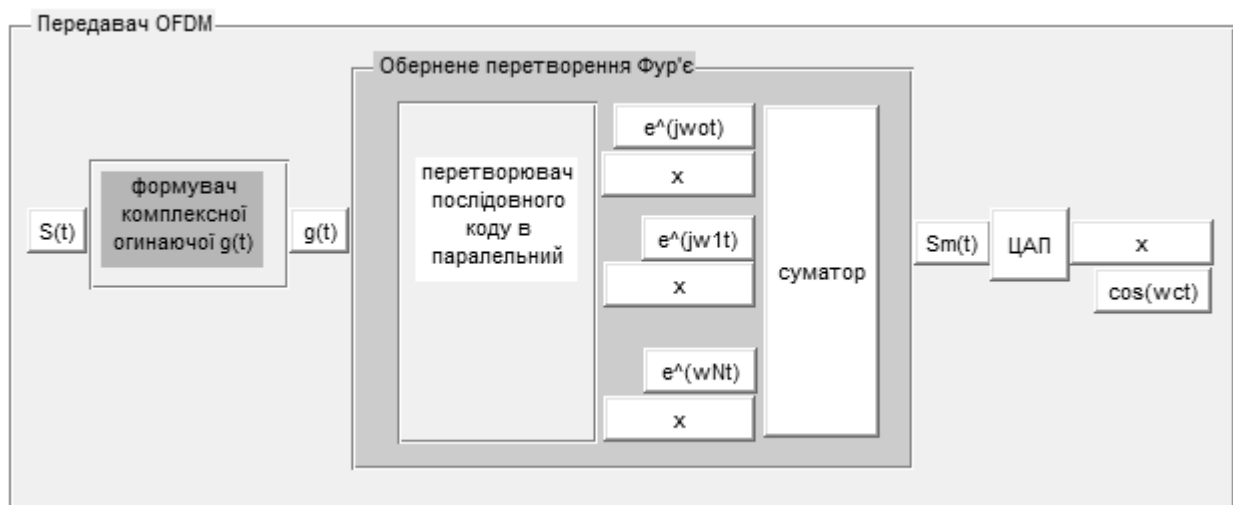 Передавач OFDM
Обернене перетворення Фур'є
S(t)
формувач
комплексної
огинаючої g(t)
g(t)
перетворювач
послідовного
коду в
паралельний
e^(jwot)
x
e^(jw1t)
x
e^(wNt)
x
суматор
Sm(t)
ЦАП
x
cos(wct)